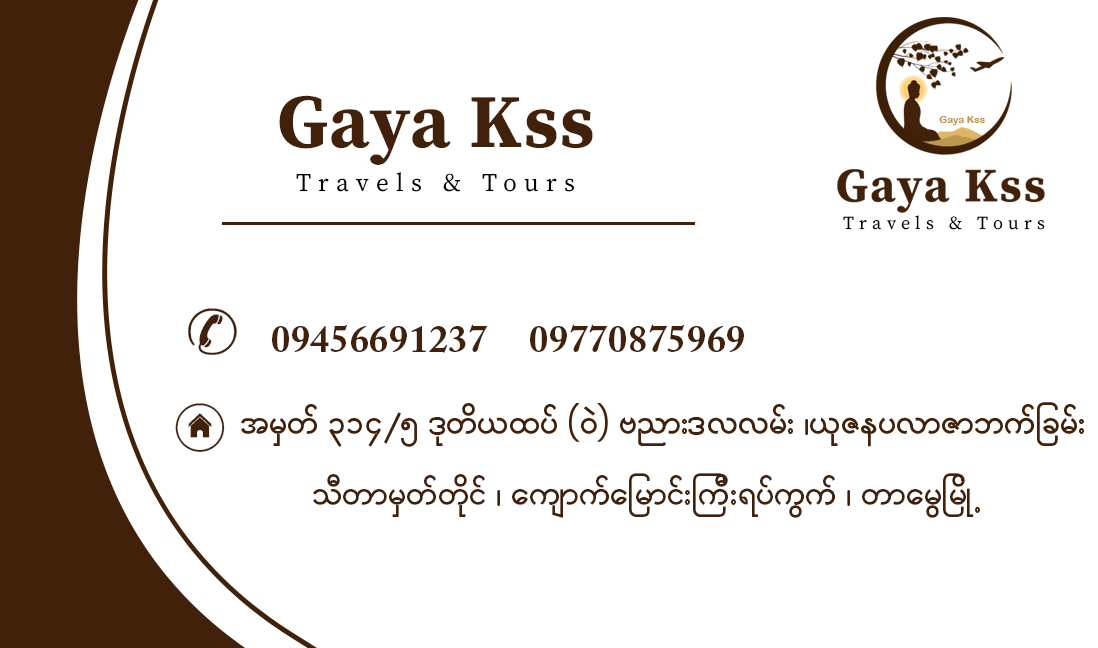 Gaya Kss
Travels & Tours
Gaya Kss
Gaya Kss
Travels & Tours
09456691237 09770875969
အမှတ် ၃၁၄/၅ ဒုတိယထပ် (ဝဲ) ဗညားဒလလမ်း ၊ယုဇနပလာဇာဘက်ခြမ်း
သီတာမှတ်တိုင် ၊ ကျောက်မြောင်းကြီးရပ်ကွက် ၊ တာမွေမြို့